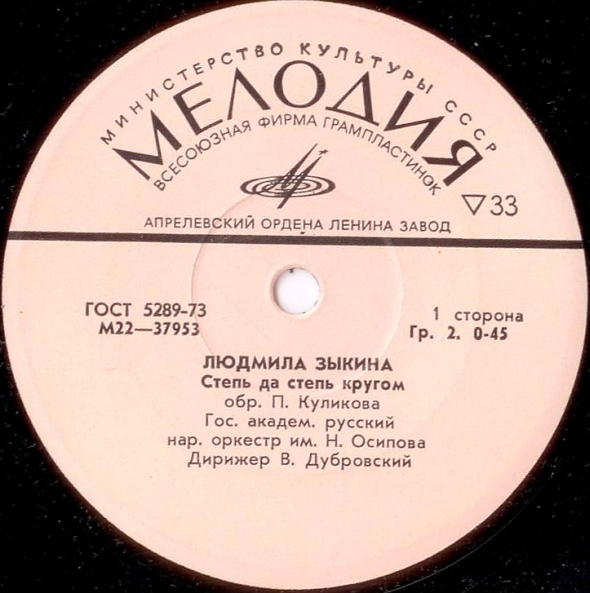 МИНИСТЕРСТВО КУЛЬТУРЫ СССР
МЕЛОДИЯ
ВСЕСОЮЗНАЯ ФИРМА ГРАМПЛАСТИНОК
33
АПРЕЛЕВСКИЙ ОРДЕНА ЛЕНИНА ЗАВОД
ГОСТ 5289-73
М22—37953
1 сторона
Гр. 2. 0-45
ЛЮДМИЛА ЗЫКИНА
Степь да степь кругом
обр. П. Куликова
Гос. академ. русский
нар. оркестр им. Н. Осипова
Дирижер В. Дубровский